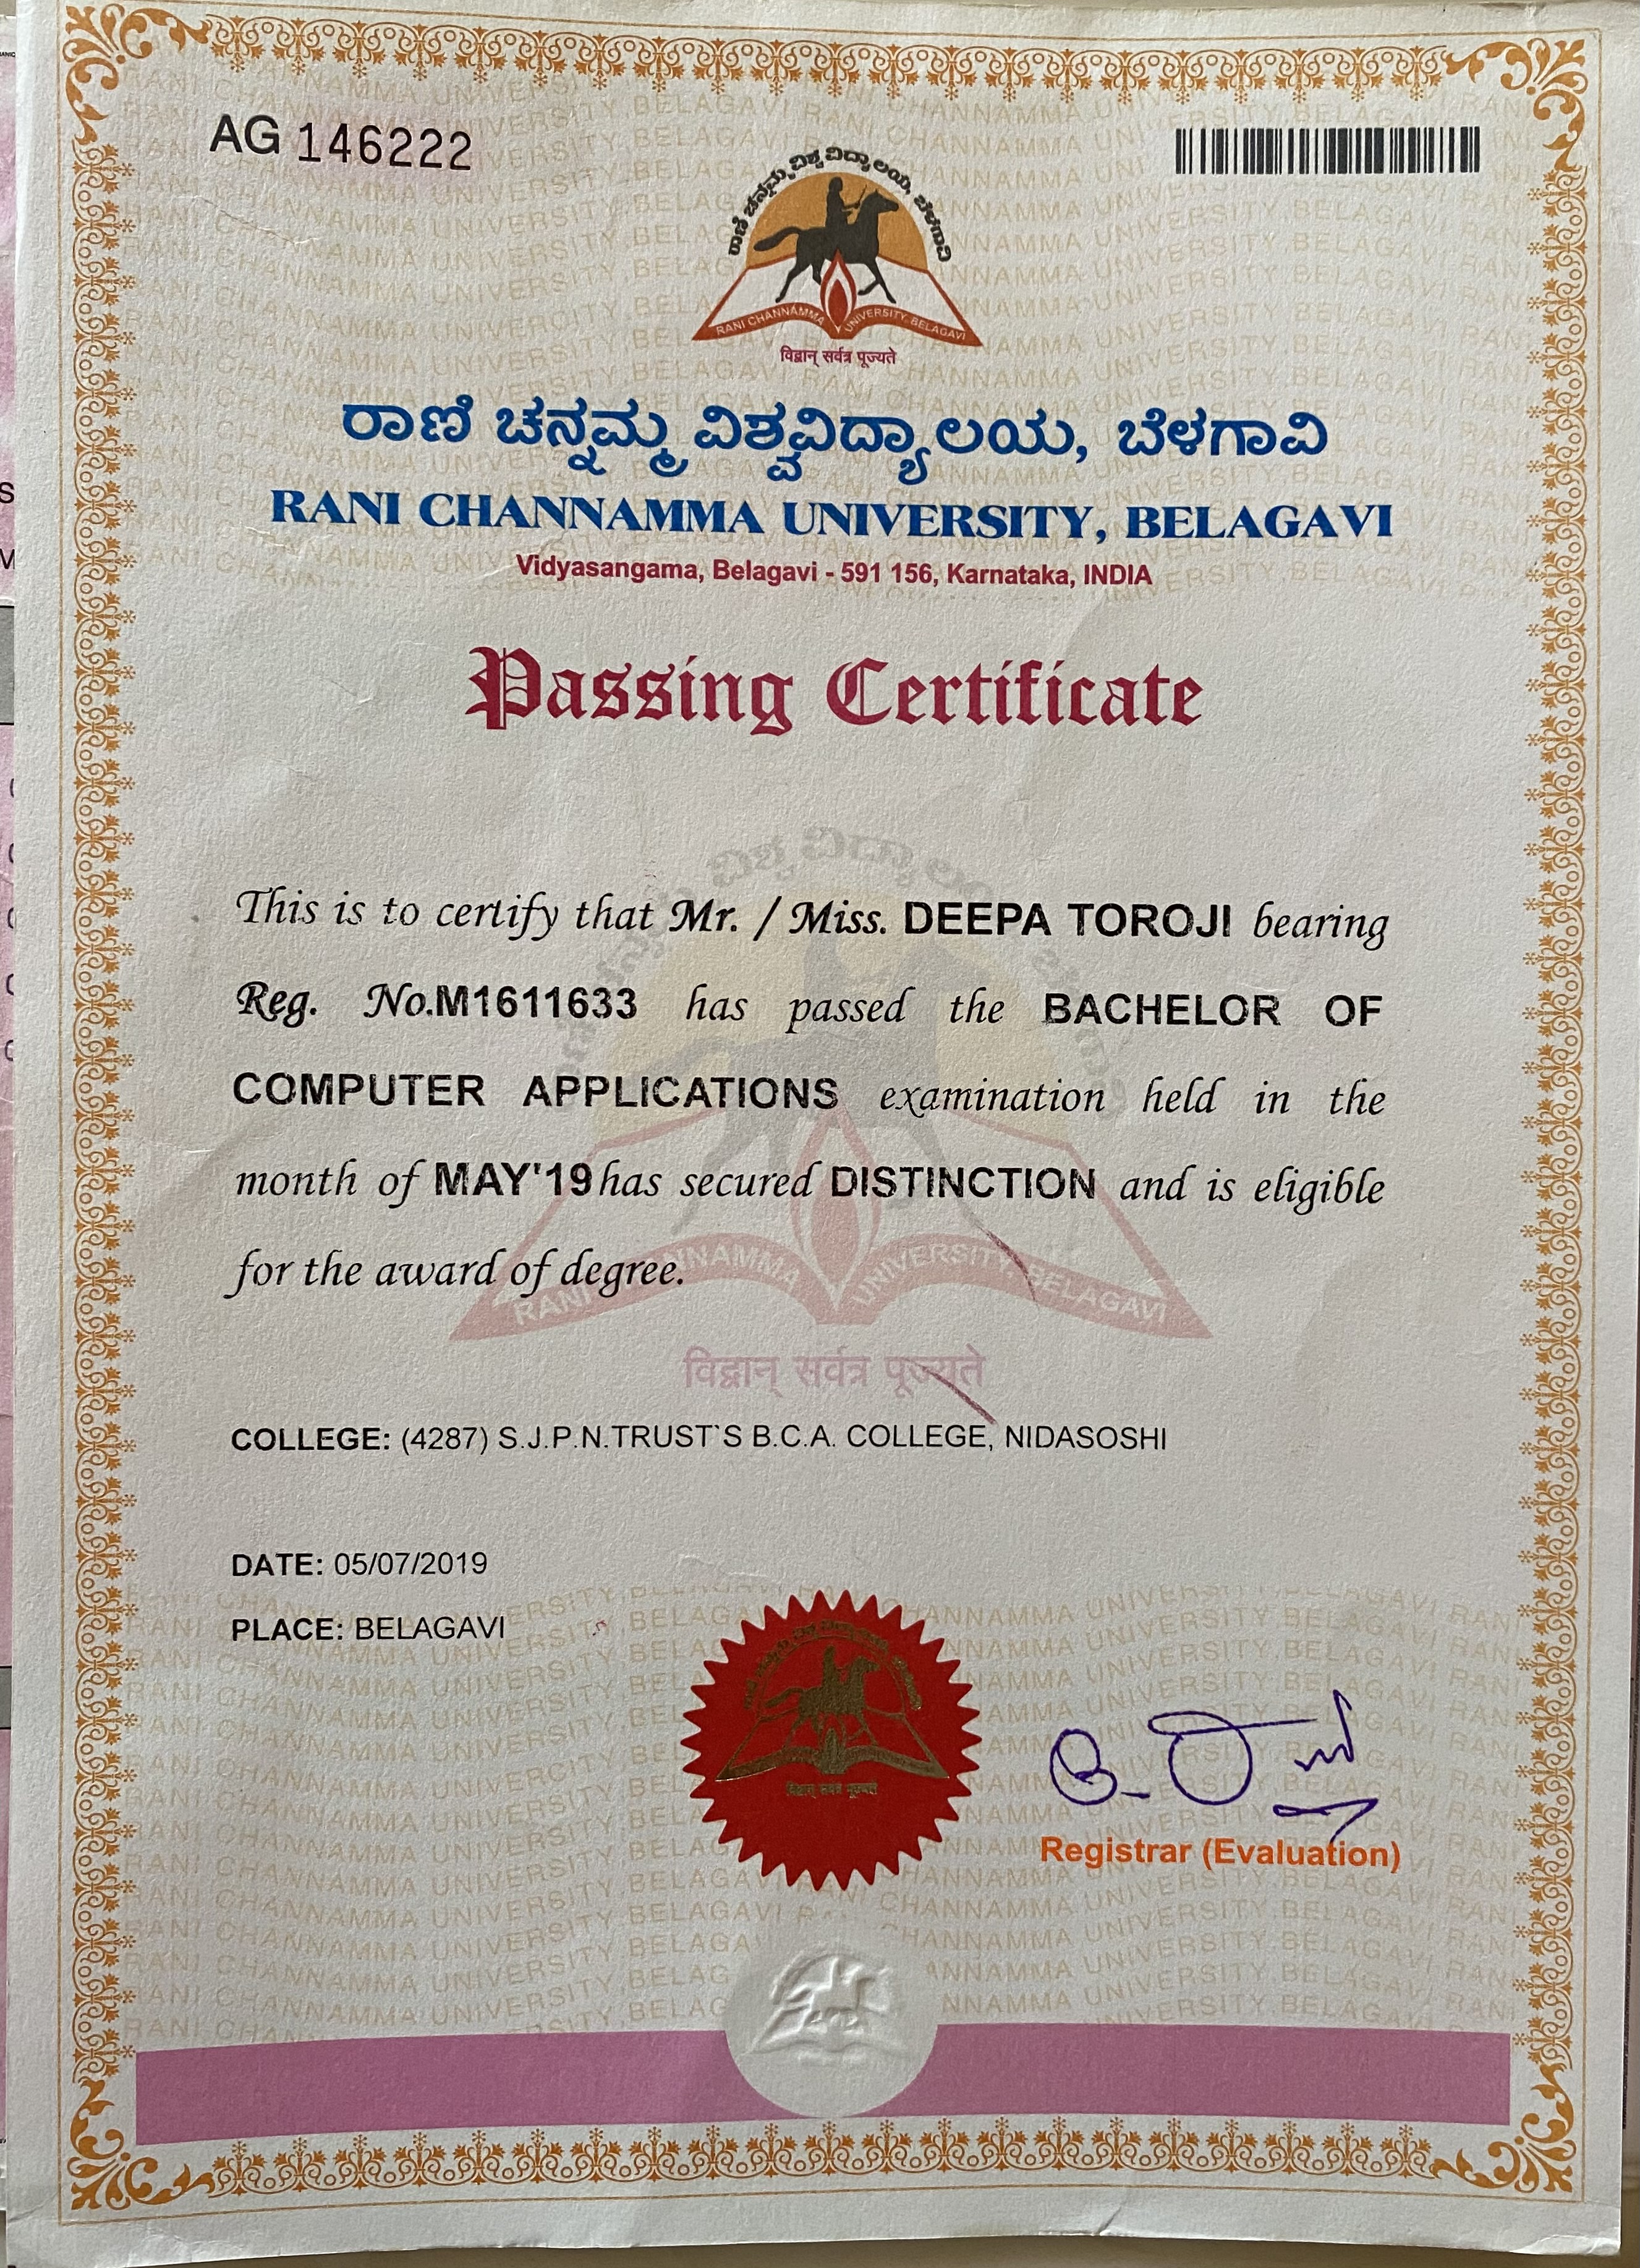 AG 146222
ರಾಣಿ ಚನ್ನಮ್ಮ ವಿಶ್ವವಿದ್ಯಾಲಯ, ಬೆಳಗಾವಿ
RANI CHANNAMMA UNIVERSITY, BELAGAVI
विद्वान् सर्वत्र पूज्यते
ರಾಣಿ ಚನ್ನಮ್ಮ ವಿಶ್ವವಿದ್ಯಾಲಯ, ಬೆಳಗಾವಿ
RANI CHANNAMMA UNIVERSITY, BELAGAVI
Vidyasangama, Belagavi - 591 156, Karnataka, INDIA
Passing Certificate
This is to certify that Mr. / Miss. DEEPA TOROJI bearing
Reg. No.M1611633 has passed the BACHELOR OF
COMPUTER APPLICATIONS examination held in the
month of MAY'19 has secured DISTINCTION and is eligible
for the award of degree.
RANI CHANNAMMA UNIVERSITY, BELAGAVI
विद्वान् सर्वत्र पूज्यते
COLLEGE: (4287) S.J.P.N.TRUST`S B.C.A. COLLEGE, NIDASOSHI
DATE: 05/07/2019
PLACE: BELAGAVI
विद्वान् सर्वत्र पूज्यते
Registrar (Evaluation)